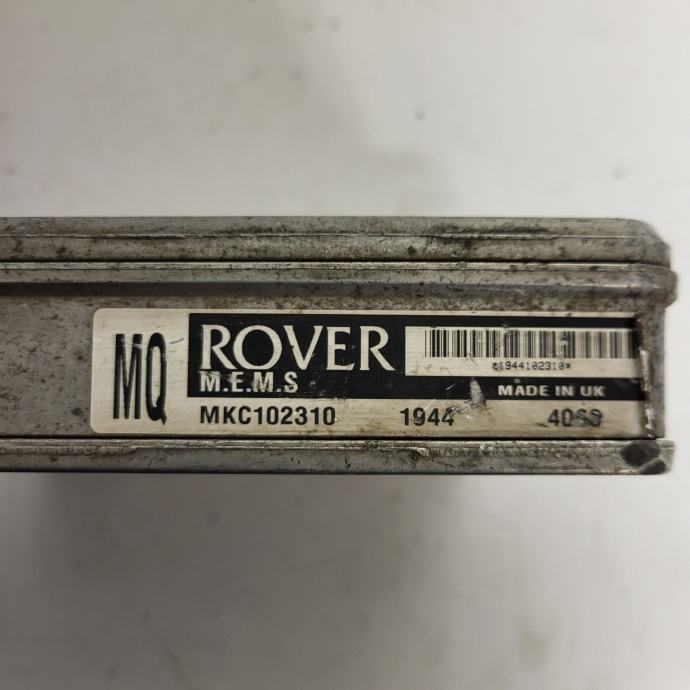 MQ
ROVER
M.E.M.S
MADE IN UK
MKC102310 1944